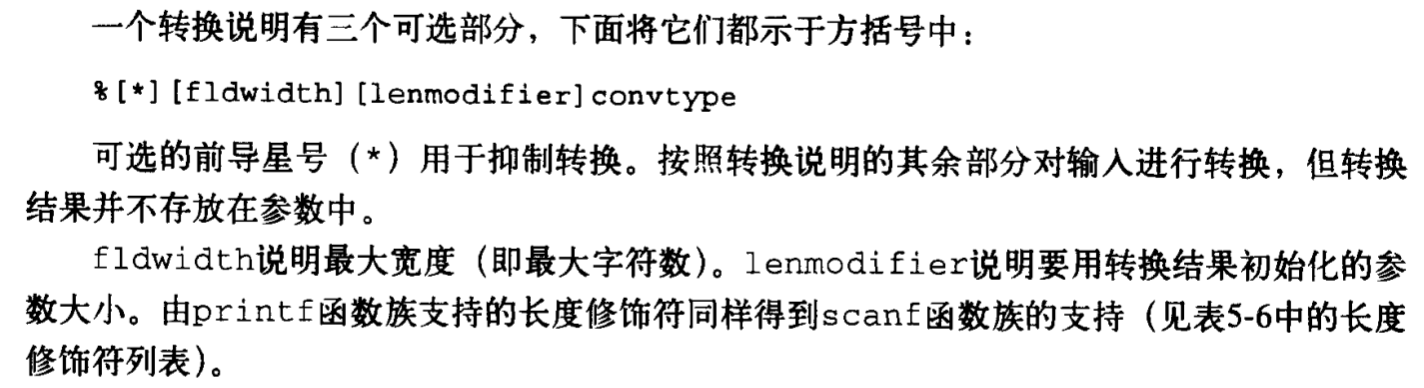 一个转换说明有三个可选部分，下面将它们都示于方括号中：
%[*][fldwidth][lenmodifier]convtype
可选的前导星号（*）用于抑制转换。按照转换说明的其余部分对输入进行转换，但转换
结果并不存放在参数中。
fldwidth说明最大宽度（即最大字符数）。lenmodifier说明要用转换结果初始化的参
数大小。由printf函数族支持的长度修饰符同样得到scanf函数族的支持（见表5-6中的长度
修饰符列表）。